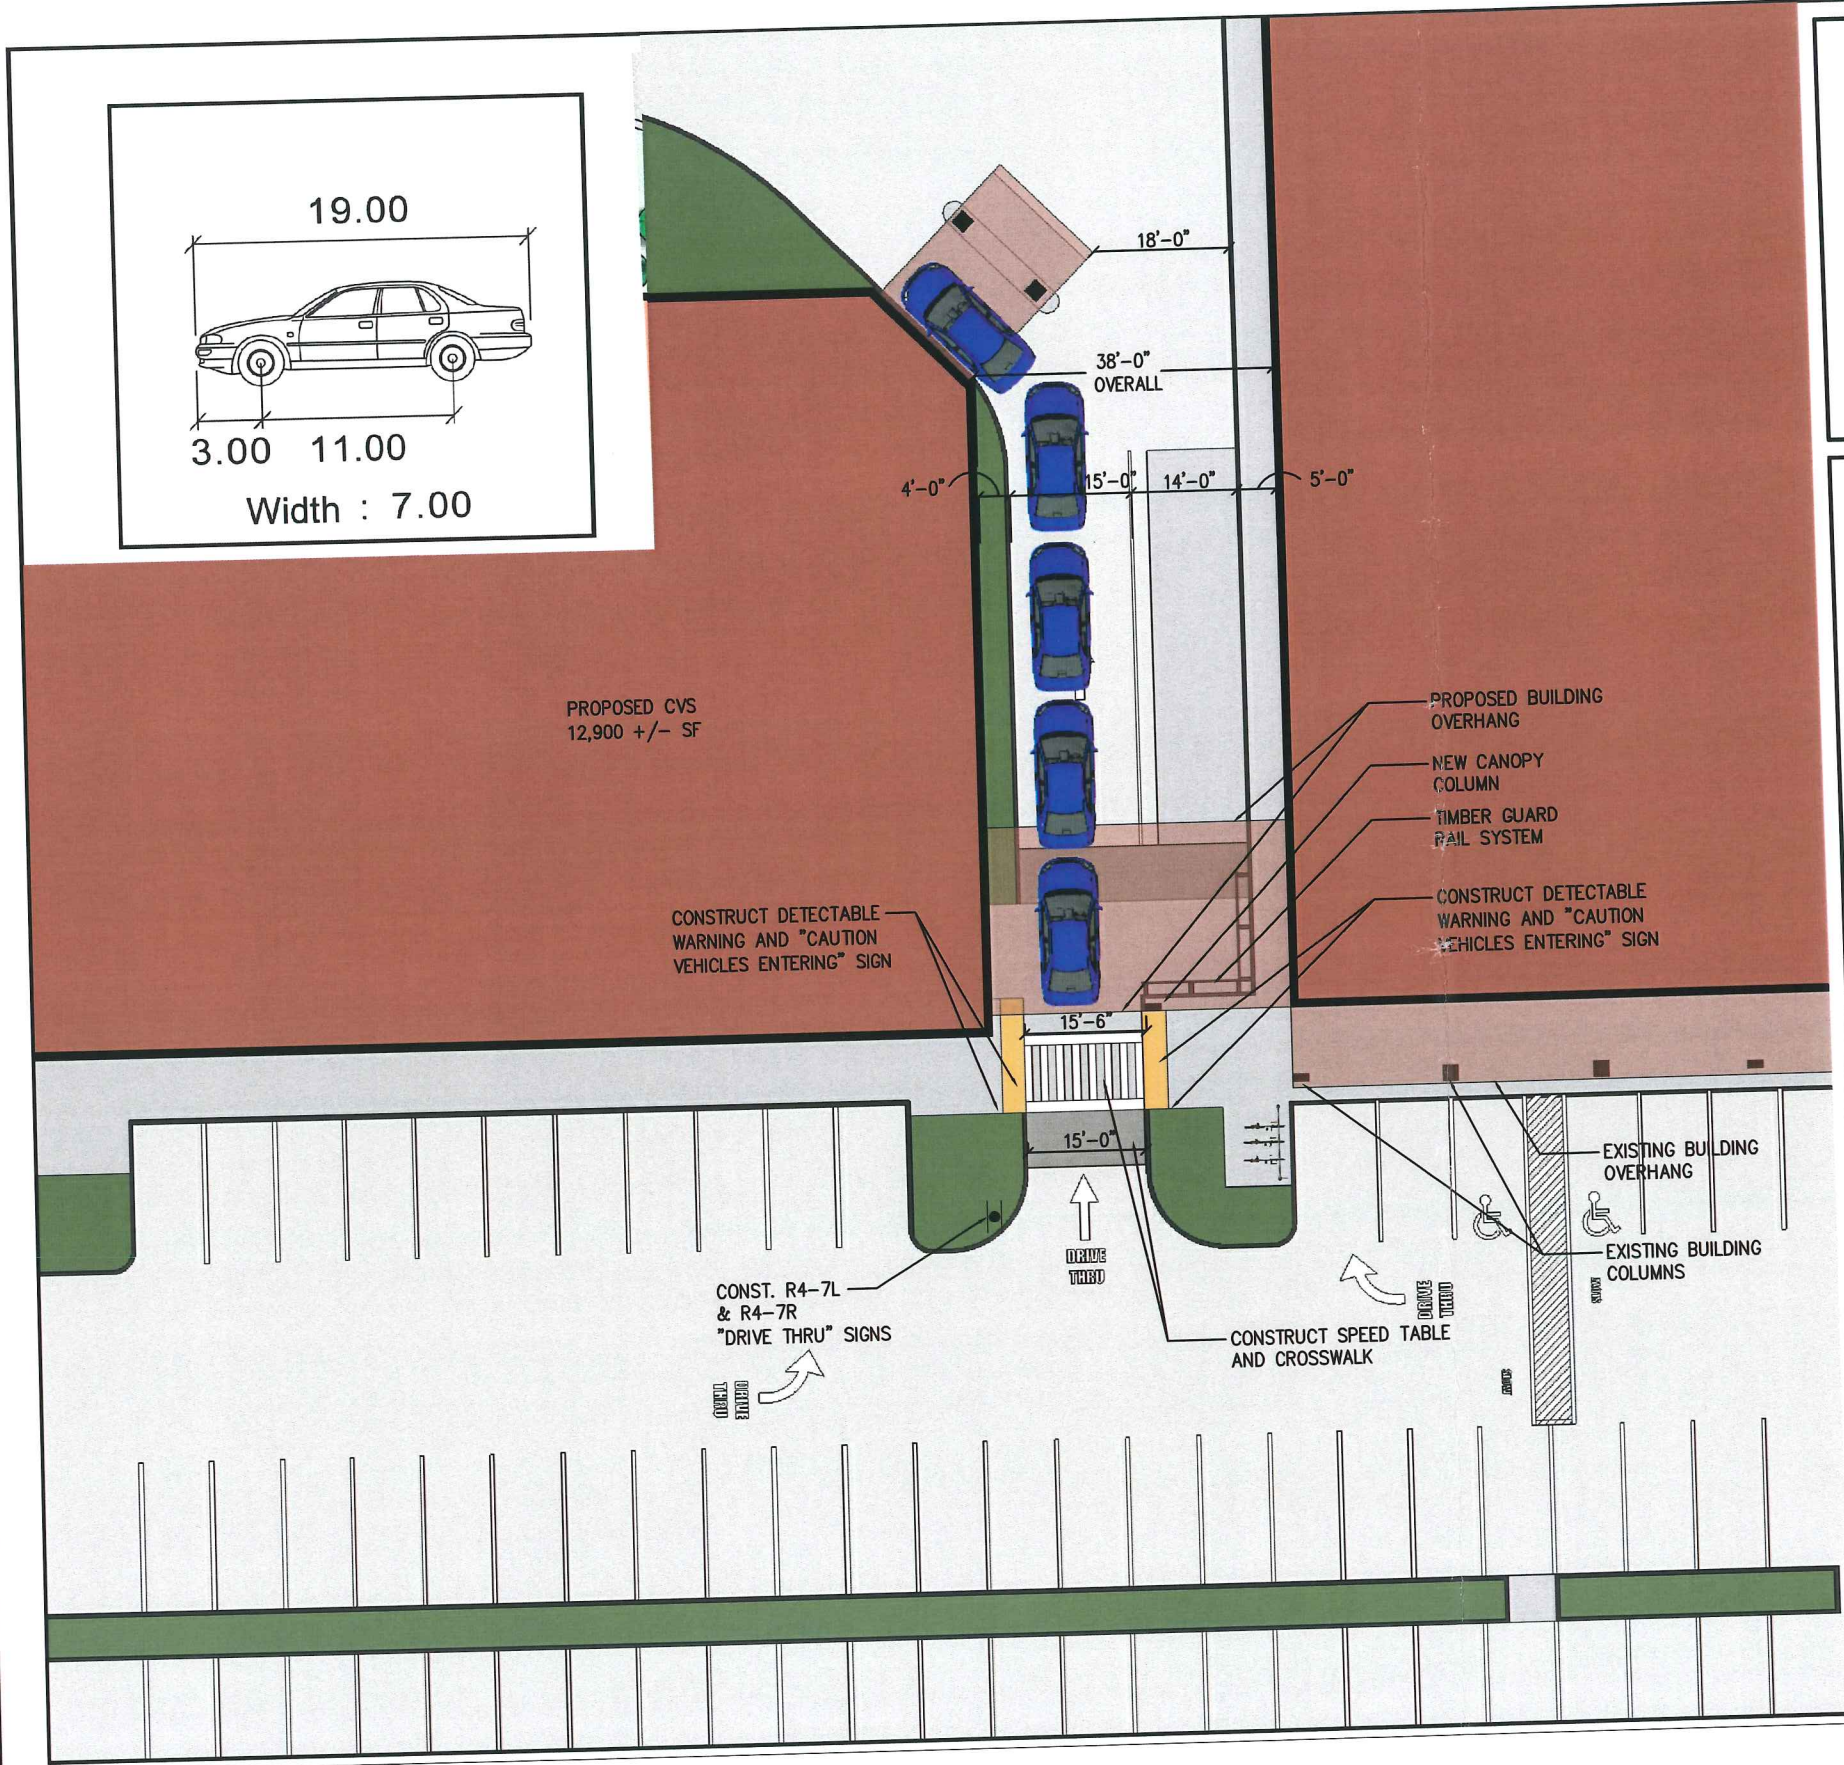 19.00
3.00 11.00
Width : 7.00
18'-0"
38'-0"
OVERALL
4'-0"
15'-0"
14'-0"
5'-0"
PROPOSED CVS
12,900 +/- SF
PROPOSED BUILDING
OVERHANG
NEW CANOPY
COLUMN
TIMBER GUARD
RAIL SYSTEM
CONSTRUCT DETECTABLE
WARNING AND "CAUTION
VEHICLES ENTERING" SIGN
CONSTRUCT DETECTABLE
WARNING AND "CAUTION
VEHICLES ENTERING" SIGN
15'-6"
15'-0"
EXISTING BUILDING
OVERHANG
EXISTING BUILDING
COLUMNS
DRIVE
THRU
DRIVE
THRU
CONST. R4-7L
& R4-7R
"DRIVE THRU" SIGNS
CONSTRUCT SPEED TABLE
AND CROSSWALK
DRIVE
THRU